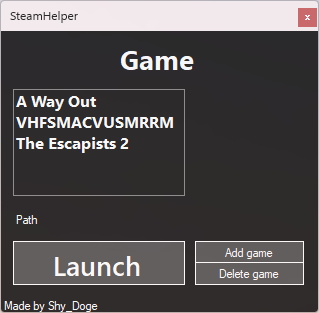 SteamHelper
x
Game
A Way Out
VHFSMACVUSMRRM
The Escapists 2
Path
Launch
Add game
Delete game
Made by Shy_Doge